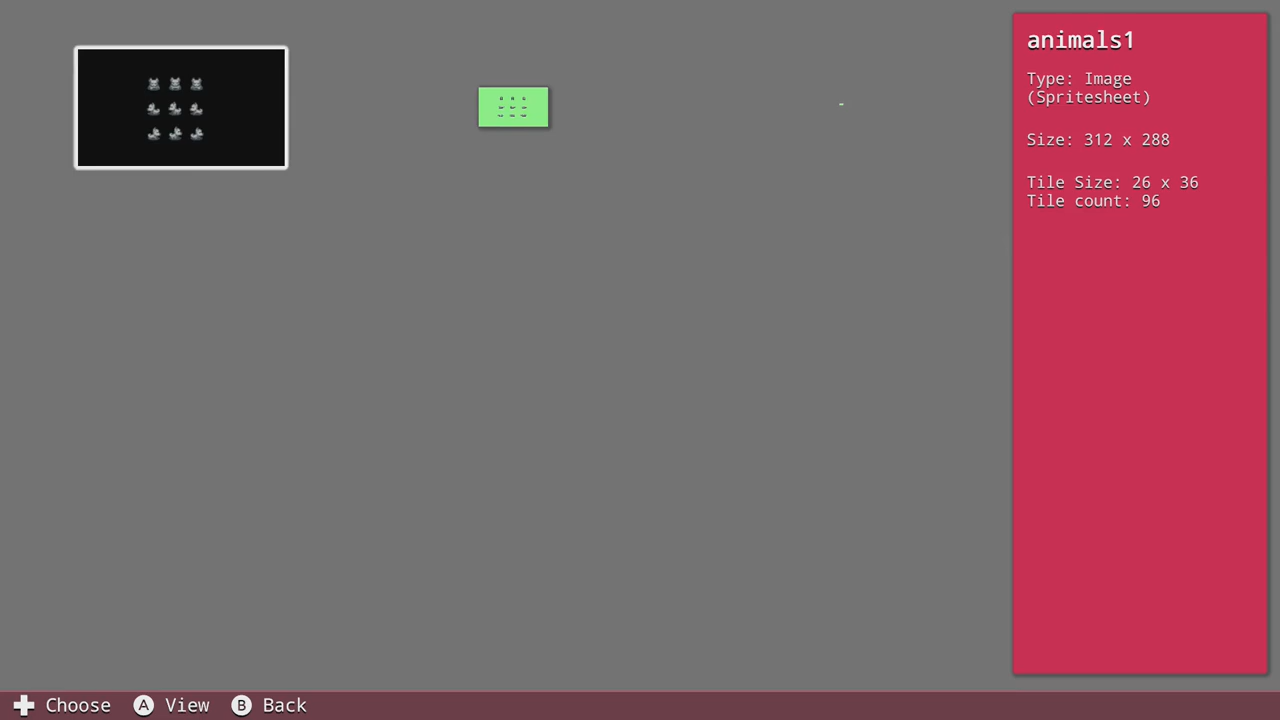 animals1
Type: Image
(Spritesheet)
Size: 312 x 288
Tile Size: 26 x 36
Tile count: 96
Choose A View B Back